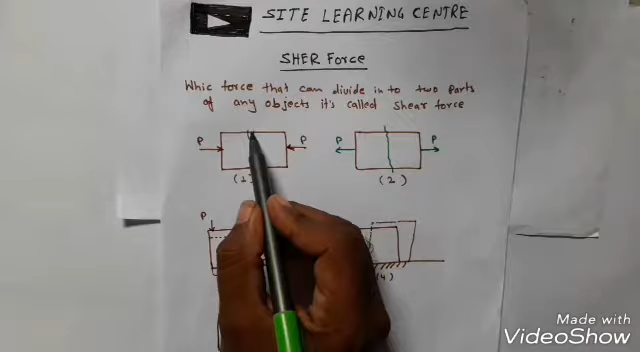 SITE LEARNING CENTRE
SHER Force
Whic force that can divide in to two parts
of any objects it's called shear force
P P P P
(2)
P
(4)
Made with
VideoShow